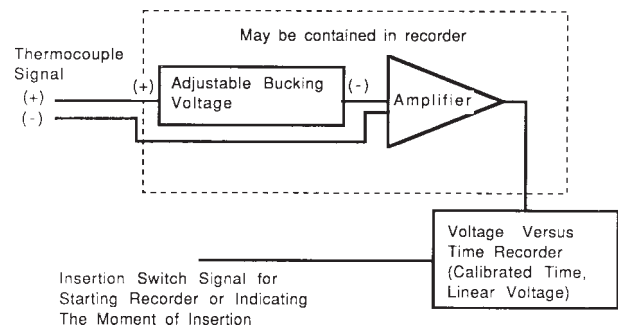 May be contained in recorder
Thermocouple
Signal
(+)
(-)
(+)
Adjustable Bucking
Voltage
(-)
Amplifier
Voltage Versus
Time Recorder
(Calibrated Time,
Linear Voltage)
Insertion Switch Signal for
Starting Recorder or Indicating
The Moment of Insertion